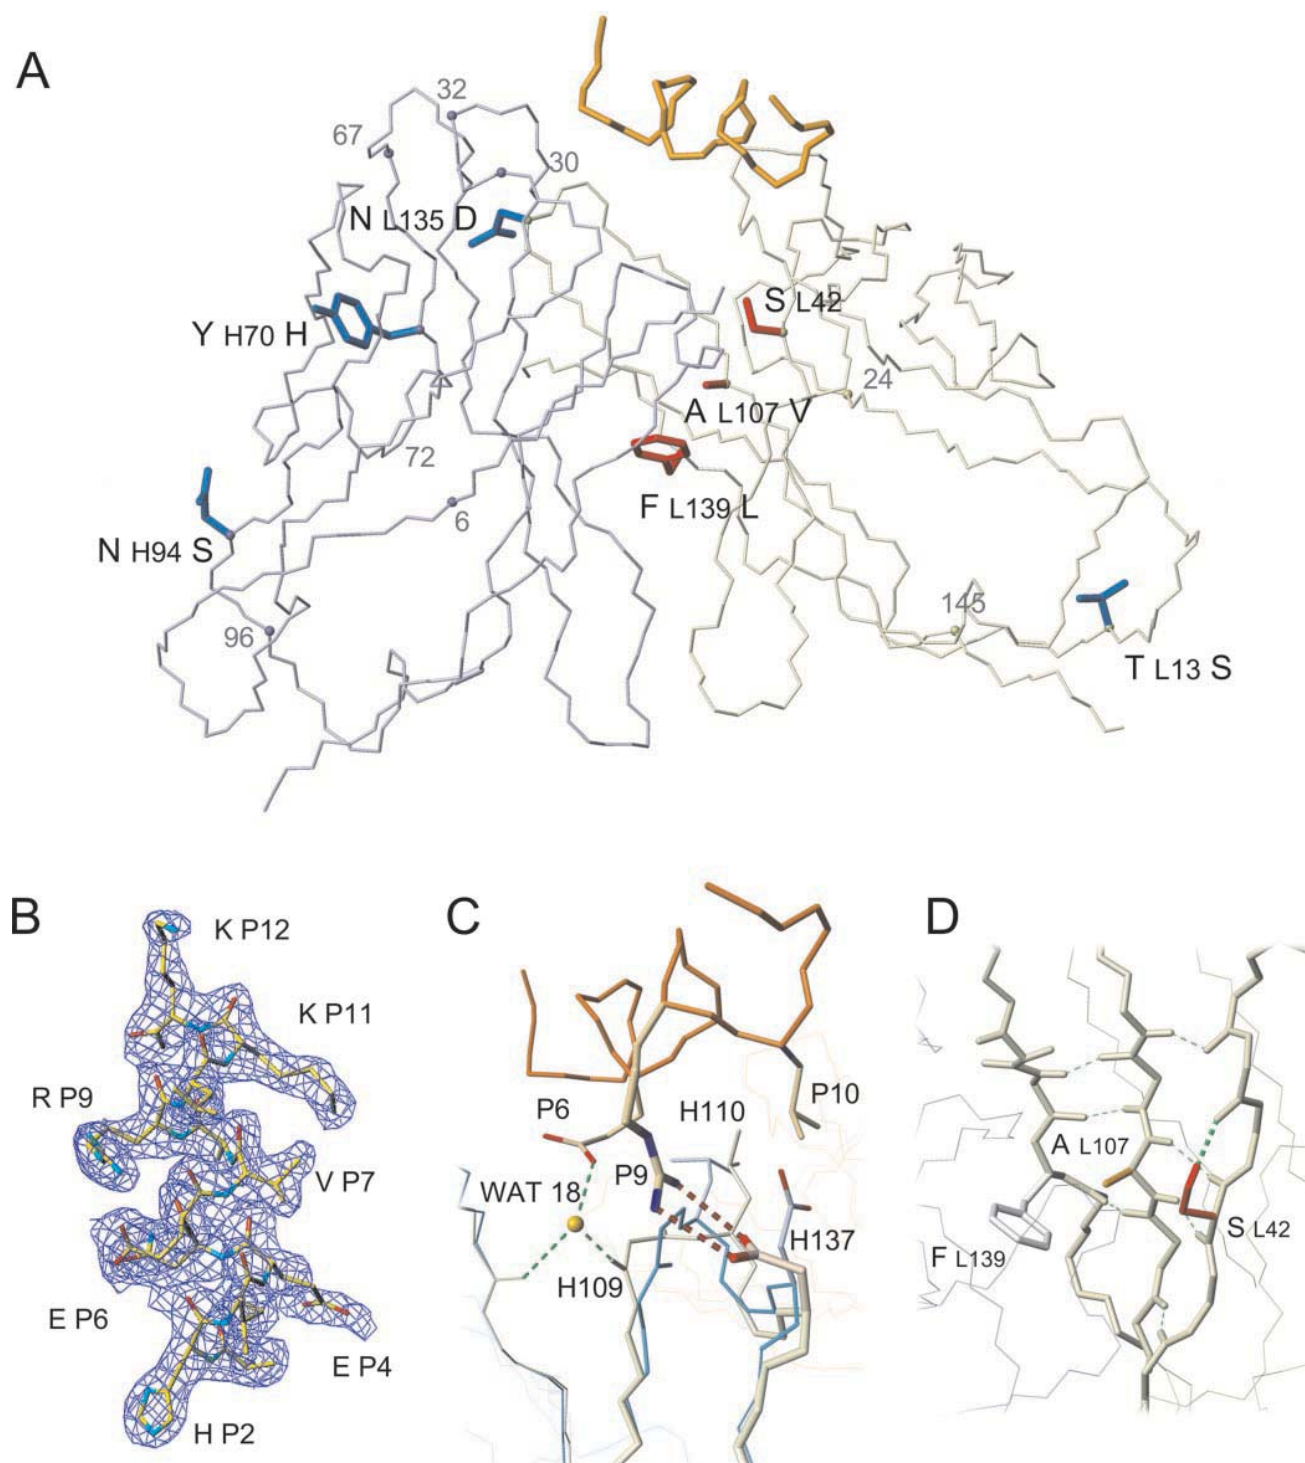 A
32
67
30
N L135 D
S L42
Y H70 H
24
A L107 V
72
F L139 L
6
N H94 S
145
96
T L13 S
B
C
D
K P12
K P11
R P9
V P7
E P6
E P4
H P2
P6
H110
P10
WAT 18
P9
H137
H109
A L107
S L42
F L139